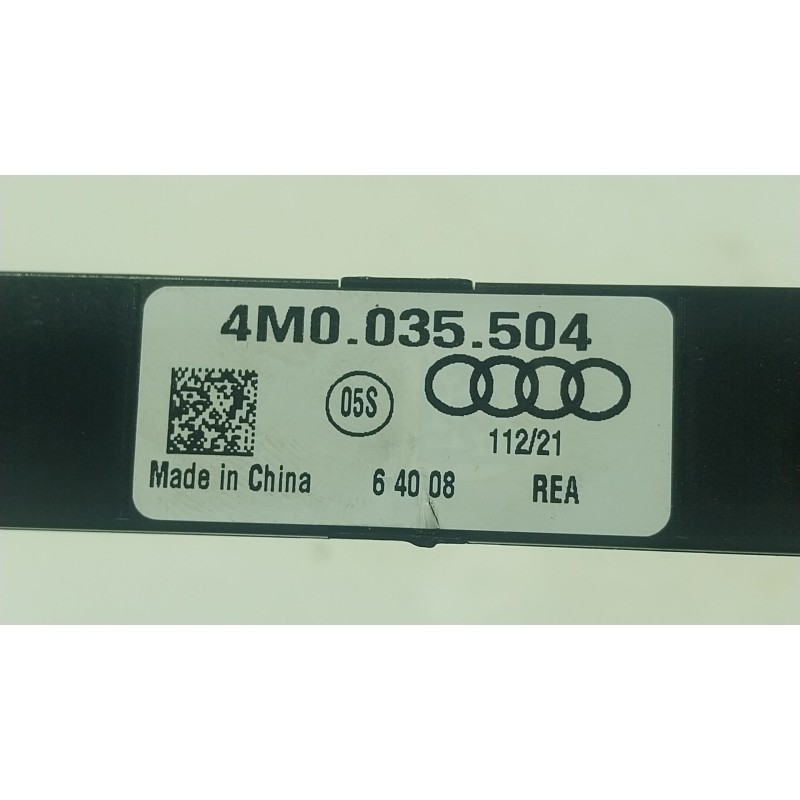 4M0.035.504
05S
112/21
Made in China 6 40 08 REA